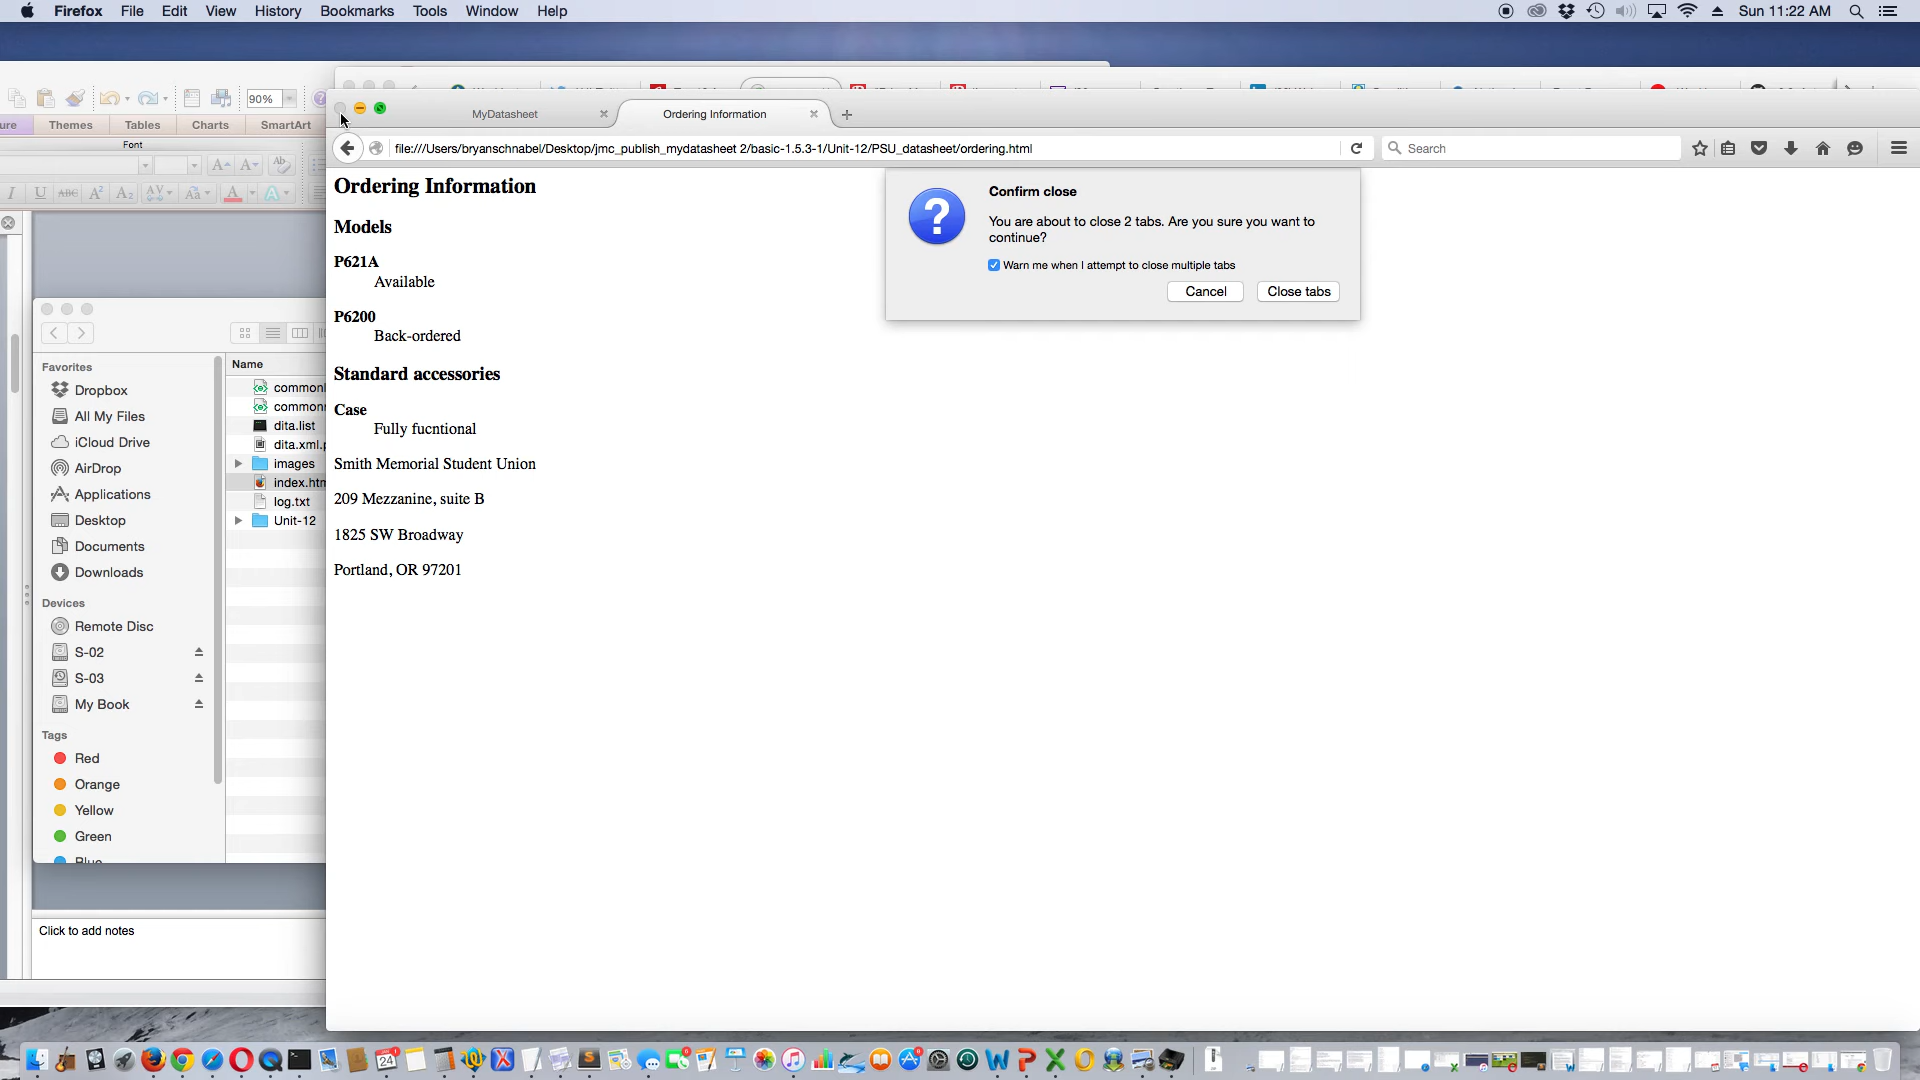 Firefox File Edit View History Bookmarks Tools Window Help Sun 11:22 AM
90%
Themes Tables Charts SmartArt
Font
MyDatasheet Ordering Information
file:///Users/bryanschnabel/Desktop/jmc_publish_mydatasheet 2/basic-1.5.3-1/Unit-12/PSU_datasheet/ordering.html Search
Ordering Information
Models
P621A
Available
P6200
Back-ordered
Standard accessories
Case
Fully fucntional
Smith Memorial Student Union
209 Mezzanine, suite B
1825 SW Broadway
Portland, OR 97201
Confirm close
You are about to close 2 tabs. Are you sure you want to
continue?
Warn me when I attempt to close multiple tabs
Cancel Close tabs
Favorites
Dropbox
All My Files
iCloud Drive
AirDrop
Applications
Desktop
Documents
Downloads
Devices
Remote Disc
S-02
S-03
My Book
Tags
Red
Orange
Yellow
Green
Blue
Name
dita.list
dita.xml.
images
index.htm
log.txt
Unit-12
Click to add notes